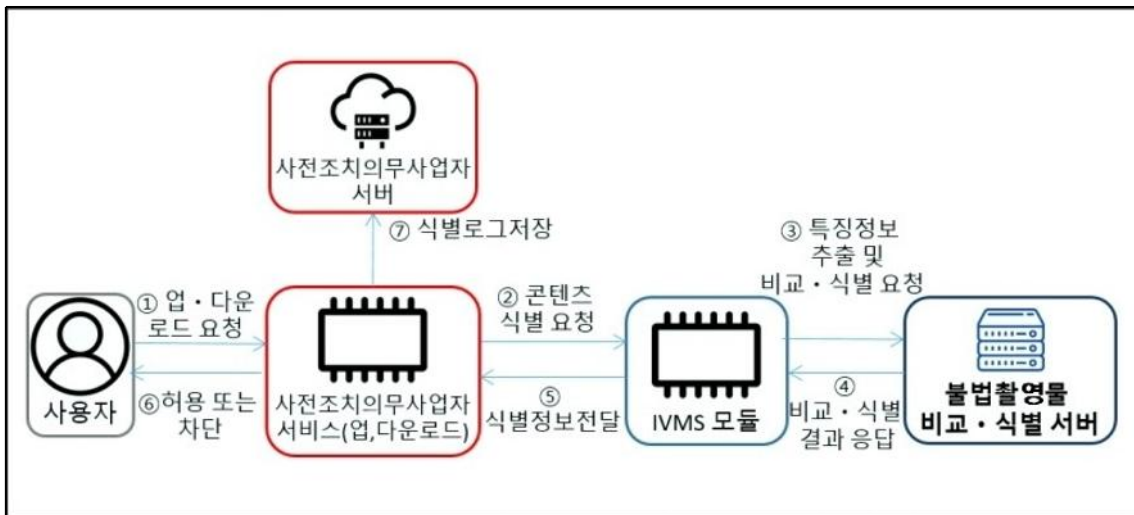 사전조치의무사업자
서버
⑦ 식별로그저장
③ 특징정보
추출 및
비교・식별 요청
① 업・다운
로드 요청
② 콘텐츠
식별 요청
사용자
⑥허용 또는
차단
사전조치의무사업자
서비스(업,다운로드)
⑤
식별정보전달
IVMS 모듈
④
비교・식별
결과 응답
불법촬영물
비교・식별 서버